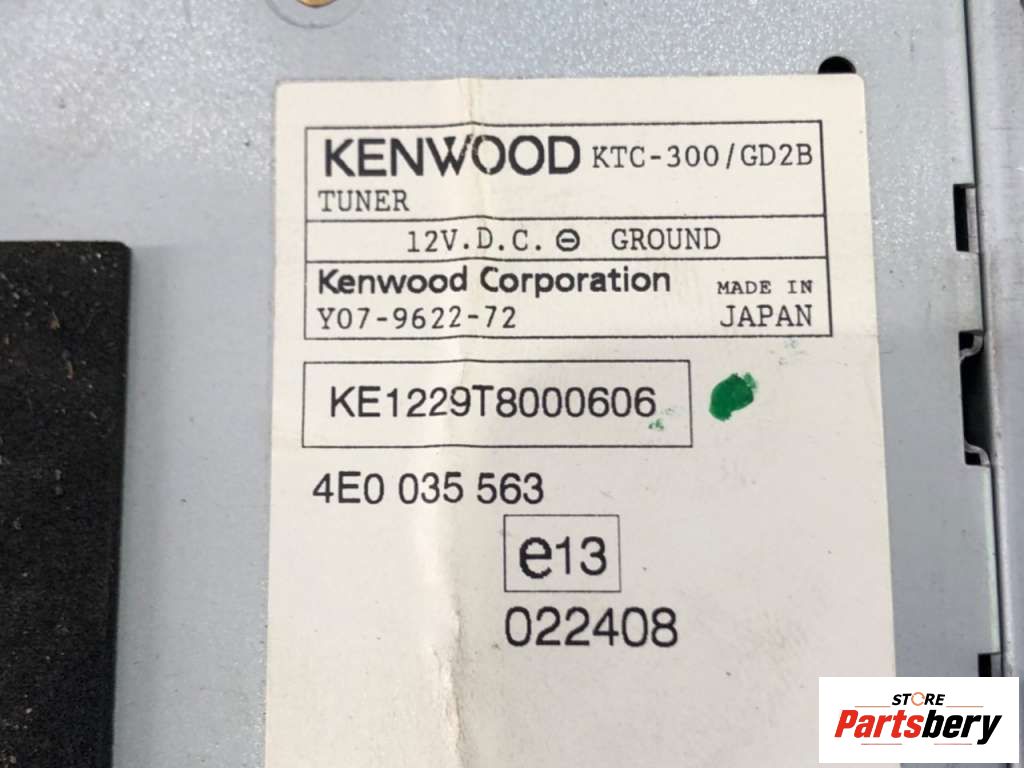 KENWOOD KTC-300/GD2B
TUNER
12V.D.C. ⊖ GROUND
Kenwood Corporation MADE IN
Y07-9622-72 JAPAN
KE1229T8000606
4E0 035 563
e13
022408
STORE
Partsbery